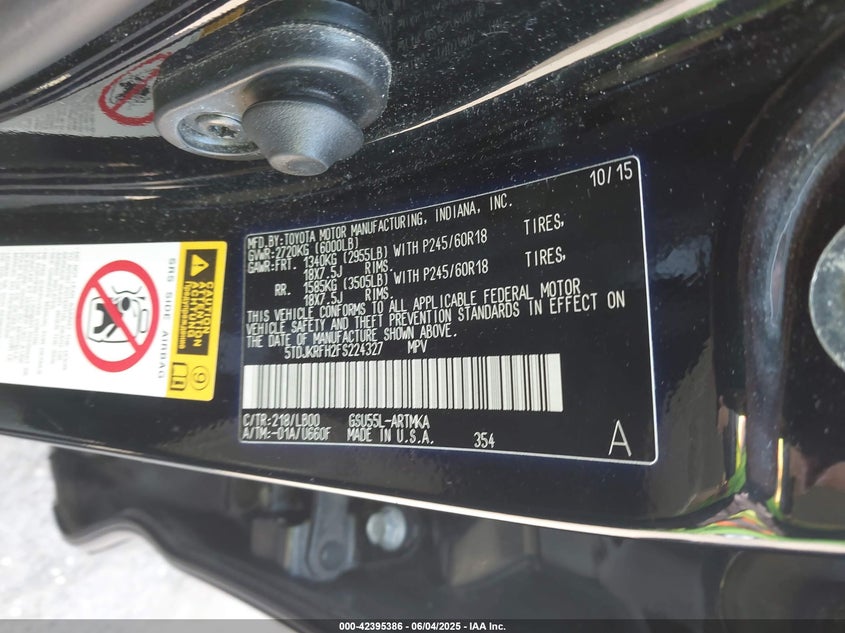 10/15
MFD.BY:TOYOTA MOTOR MANUFACTURING, INDIANA, INC.
GVWR:2720KG (6000LB)
GAWR:FRT. 1340KG (2955LB) WITH P245/60R18 TIRES,
18X7.5J RIMS.
RR. 1585KG (3505LB) WITH P245/60R18 TIRES,
18X7.5J RIMS.
THIS VEHICLE CONFORMS TO ALL APPLICABLE FEDERAL MOTOR
VEHICLE SAFETY AND THEFT PREVENTION STANDARDS IN EFFECT ON
THE DATE OF MANUFACTURE SHOWN ABOVE.
5TDJKRFH2FS224327 MPV
C/TR:218/LB00 GSU55L-ARTMKA
A/TM:-01A/U660F MADE IN U.S.A. 354
A
SRS SIDE AIRBAG
CAUTION
ATTENTION
9
000-42395386 - 06/04/2025 - IAA Inc.